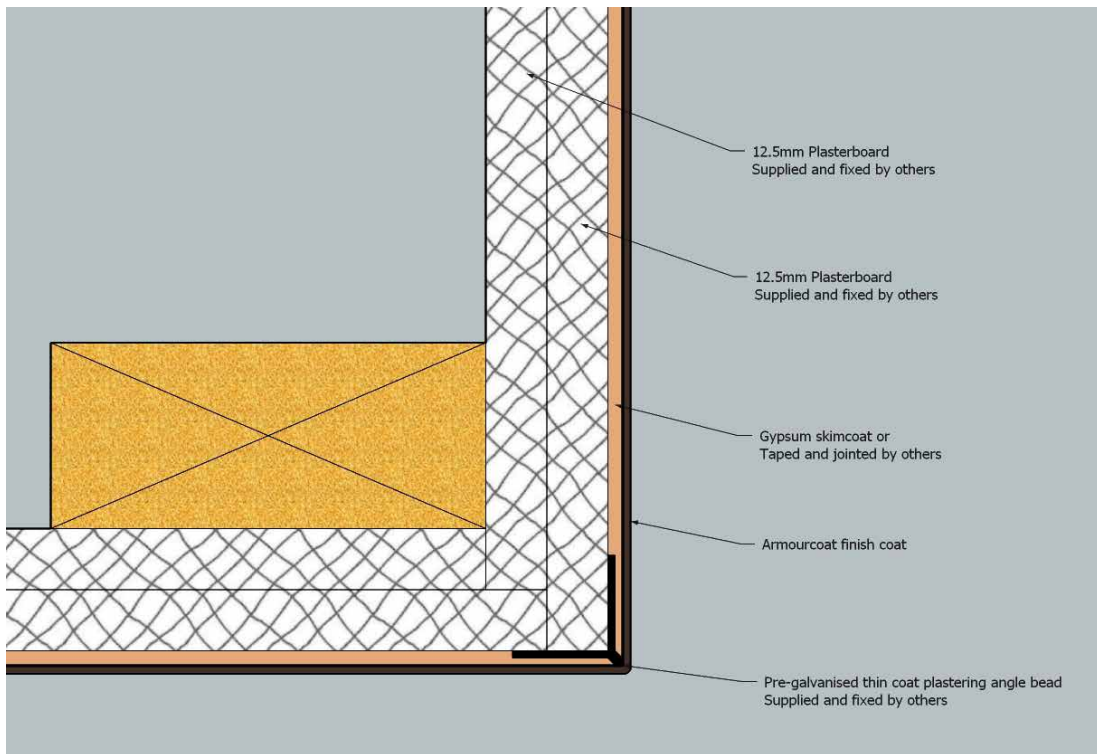 12.5mm Plasterboard
Supplied and fixed by others
12.5mm Plasterboard
Supplied and fixed by others
Gypsum skimcoat or
Taped and jointed by others
Armourcoat finish coat
Pre-galvanised thin coat plastering angle bead
Supplied and fixed by others